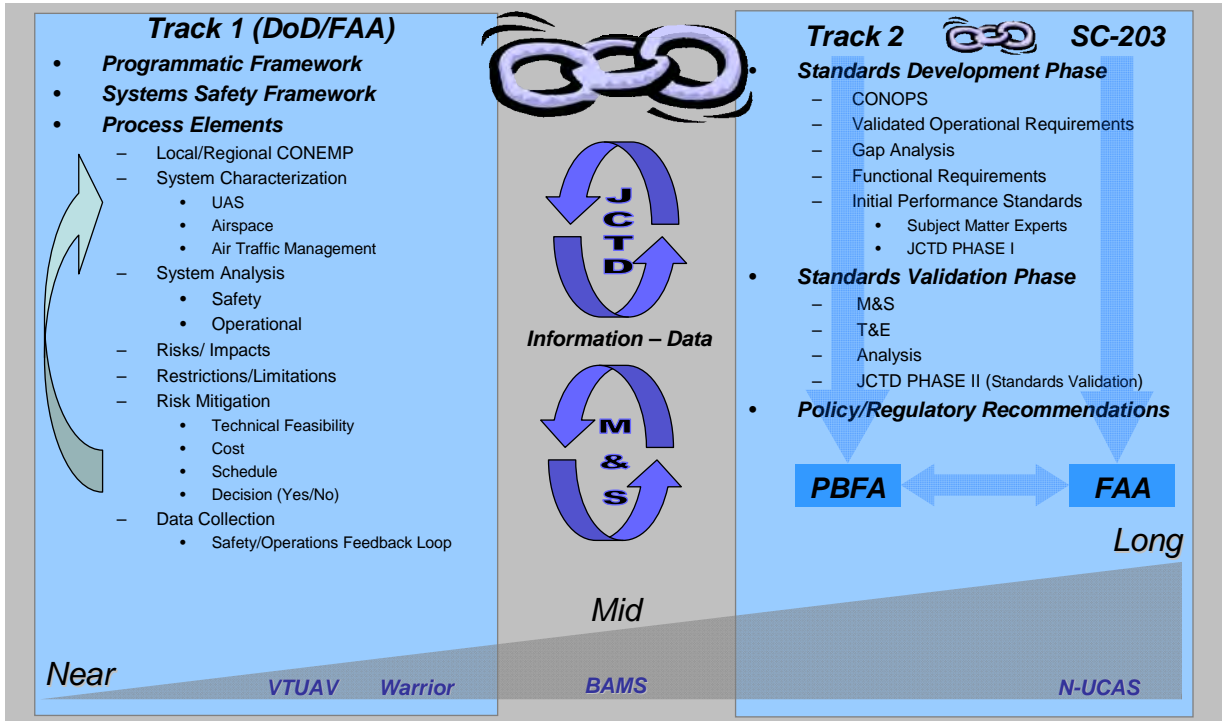 Track 1 (DoD/FAA)
• Programmatic Framework
• Systems Safety Framework
• Process Elements
– Local/Regional CONEMP
– System Characterization
• UAS
• Airspace
• Air Traffic Management
– System Analysis
• Safety
• Operational
– Risks/ Impacts
– Restrictions/Limitations
– Risk Mitigation
• Technical Feasibility
• Cost
• Schedule
• Decision (Yes/No)
– Data Collection
• Safety/Operations Feedback Loop
JCTD
Information – Data
M&S
Track 2 SC-203
• Standards Development Phase
– CONOPS
– Validated Operational Requirements
– Gap Analysis
– Functional Requirements
– Initial Performance Standards
• Subject Matter Experts
• JCTD PHASE I
• Standards Validation Phase
– M&S
– T&E
– Analysis
– JCTD PHASE II (Standards Validation)
• Policy/Regulatory Recommendations
PBFA FAA
Long
Mid
Near
VTUAV Warrior BAMS N-UCAS